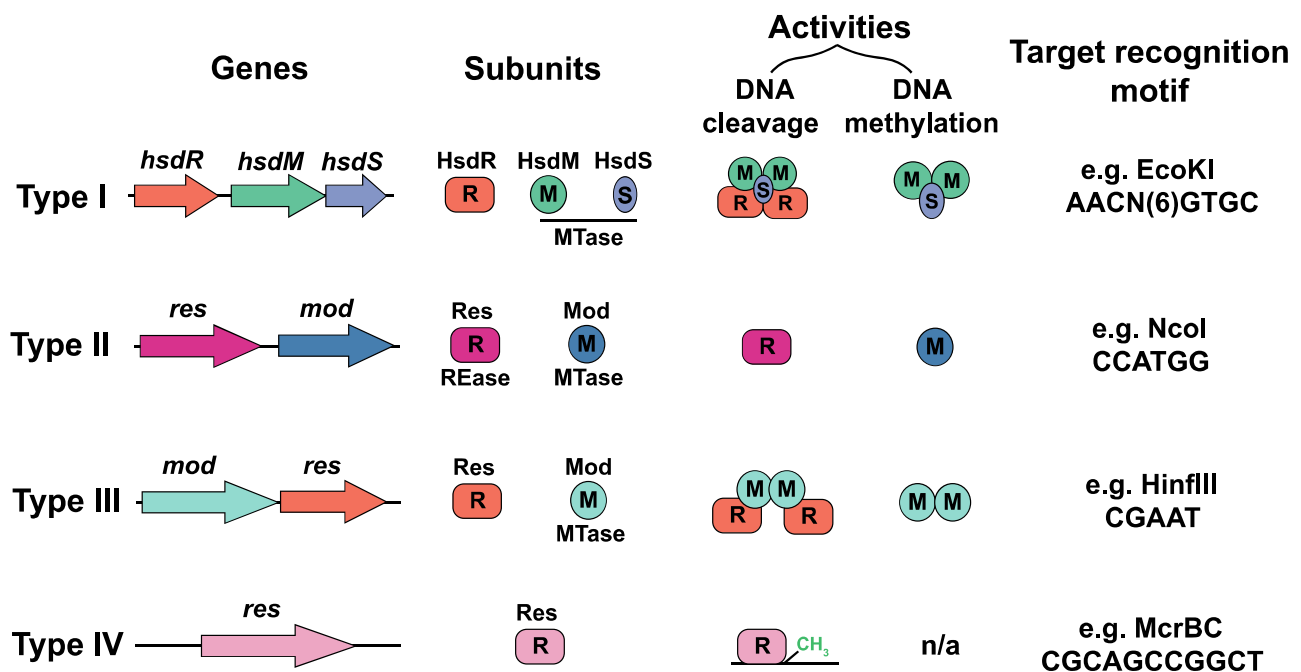 Activities
Genes Subunits Target recognition
motif
DNA cleavage DNA methylation
hsdR hsdM hsdS HsdR HsdM HsdS
Type I R M S M M S R R M M S e.g. EcoKI
AACN(6)GTGC
MTase
res mod Res Mod
Type II R M R M e.g. NcoI
CCATGG
REase MTase
mod res Res Mod
Type III R M M M R R M M e.g. HinfIII
CGAAT
MTase
res Res
Type IV R R CH3 n/a e.g. McrBC
CGCAGCCGGCT